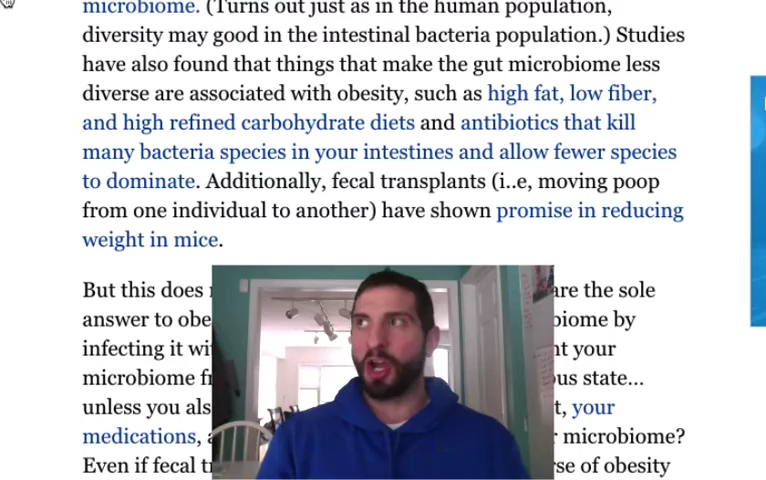 microbiome. (Turns out just as in the human population,
diversity may good in the intestinal bacteria population.) Studies
have also found that things that make the gut microbiome less
diverse are associated with obesity, such as high fat, low fiber,
and high refined carbohydrate diets and antibiotics that kill
many bacteria species in your intestines and allow fewer species
to dominate. Additionally, fecal transplants (i..e, moving poop
from one individual to another) have shown promise in reducing
weight in mice.
But this does are the sole
answer to obe biome by
infecting it wi nt your
microbiome fr us state...
unless you als t, your
medications, a r microbiome?
Even if fecal tr rse of obesity